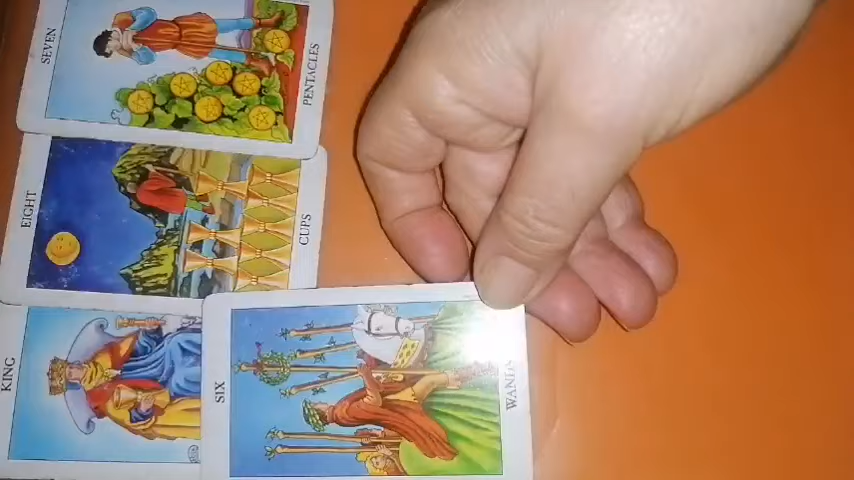 SEVEN
PENTACLES
EIGHT
CUPS
KING
SIX
WANDS